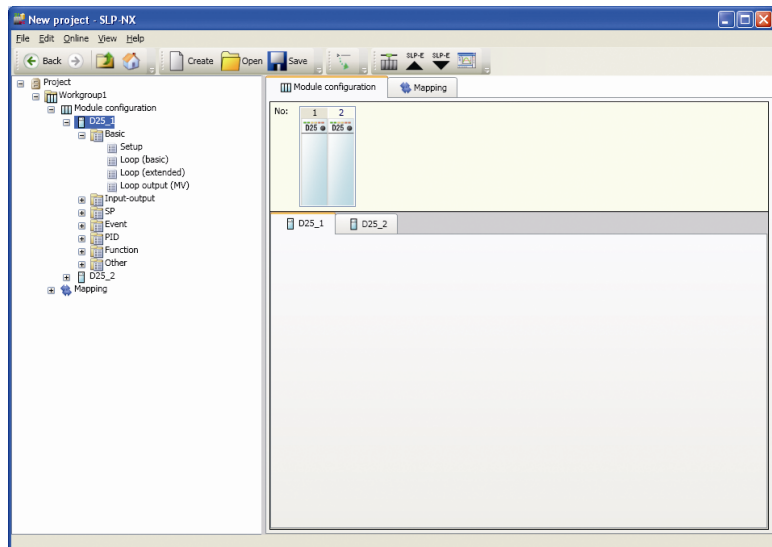 New project - SLP-NX
File Edit Online View Help
Back Create Open Save SLP-E SLP-E
Project
Workgroup1
Module configuration
D25_1
Basic
Setup
Loop (basic)
Loop (extended)
Loop output (MV)
Input-output
SP
Event
PID
Function
Other
D25_2
Mapping
Module configuration Mapping
No: 1 2
D25 D25
D25_1 D25_2